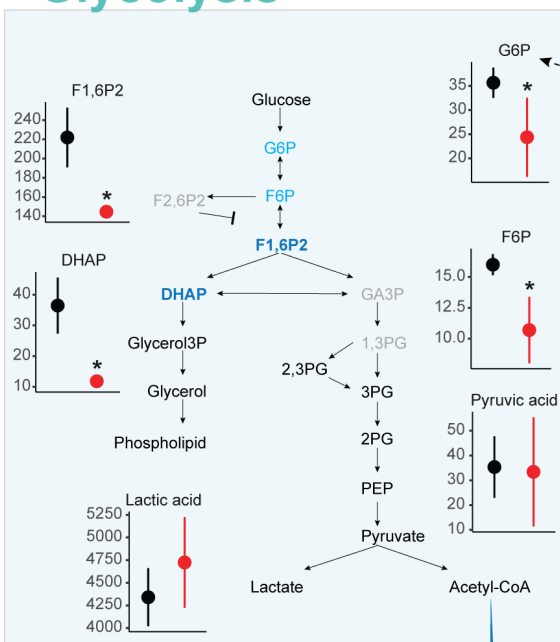 Glycolysis
F1,6P2
240
220
200
180
160
140
*
G6P
35
30
25
20
*
Glucose
G6P
F2,6P2
F6P
F1,6P2
DHAP
40
30
20
10
*
F6P
15.0
12.5
10.0
*
DHAP
GA3P
Glycerol3P
1,3PG
2,3PG
3PG
Glycerol
2PG
Phospholipid
PEP
Pyruvic acid
50
40
30
20
10
Lactic acid
5250
5000
4750
4500
4250
4000
Pyruvate
Lactate
Acetyl-CoA